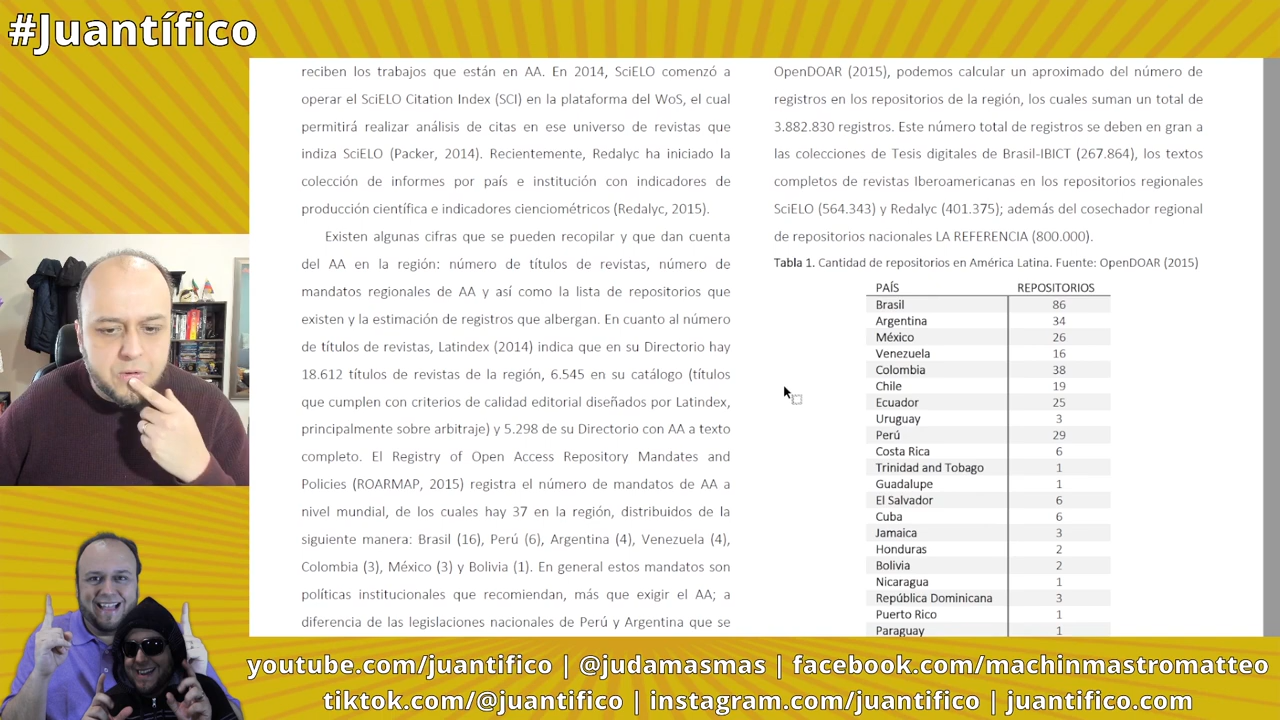 #Juantífico
reciben los trabajos que están en AA. En 2014, SciELO comenzó a
operar el SciELO Citation Index (SCI) en la plataforma del WoS, el cual
permitirá realizar análisis de citas en ese universo de revistas que
indiza SciELO (Packer, 2014). Recientemente, Redalyc ha iniciado la
colección de informes por país e institución con indicadores de
producción científica e indicadores cienciométricos (Redalyc, 2015).
Existen algunas cifras que se pueden recopilar y que dan cuenta
del AA en la región: número de títulos de revistas, número de
mandatos regionales de AA y así como la lista de repositorios que
existen y la estimación de registros que albergan. En cuanto al número
de títulos de revistas, Latindex (2014) indica que en su Directorio hay
18.612 títulos de revistas de la región, 6.545 en su catálogo (títulos
que cumplen con criterios de calidad editorial diseñados por Latindex,
principalmente sobre arbitraje) y 5.298 de su Directorio con AA a texto
completo. El Registry of Open Access Repository Mandates and
Policies (ROARMAP, 2015) registra el número de mandatos de AA a
nivel mundial, de los cuales hay 37 en la región, distribuidos de la
siguiente manera: Brasil (16), Perú (6), Argentina (4), Venezuela (4),
Colombia (3), México (3) y Bolivia (1). En general estos mandatos son
políticas institucionales que recomiendan, más que exigir el AA; a
diferencia de las legislaciones nacionales de Perú y Argentina que se
OpenDOAR (2015), podemos calcular un aproximado del número de
registros en los repositorios de la región, los cuales suman un total de
3.882.830 registros. Este número total de registros se deben en gran a
las colecciones de Tesis digitales de Brasil-IBICT (267.864), los textos
completos de revistas Iberoamericanas en los repositorios regionales
SciELO (564.343) y Redalyc (401.375); además del cosechador regional
de repositorios nacionales LA REFERENCIA (800.000).
Tabla 1. Cantidad de repositorios en América Latina. Fuente: OpenDOAR (2015)
PAÍS REPOSITORIOS
Brasil 86
Argentina 34
México 26
Venezuela 16
Colombia 38
Chile 19
Ecuador 25
Uruguay 3
Perú 29
Costa Rica 6
Trinidad and Tobago 1
Guadalupe 1
El Salvador 6
Cuba 6
Jamaica 3
Honduras 2
Bolivia 2
Nicaragua 1
República Dominicana 3
Puerto Rico 1
Paraguay 1
youtube.com/juantifico | @judamasmas | facebook.com/machinmastromatteo
tiktok.com/@juantifico | instagram.com/juantifico | juantifico.com